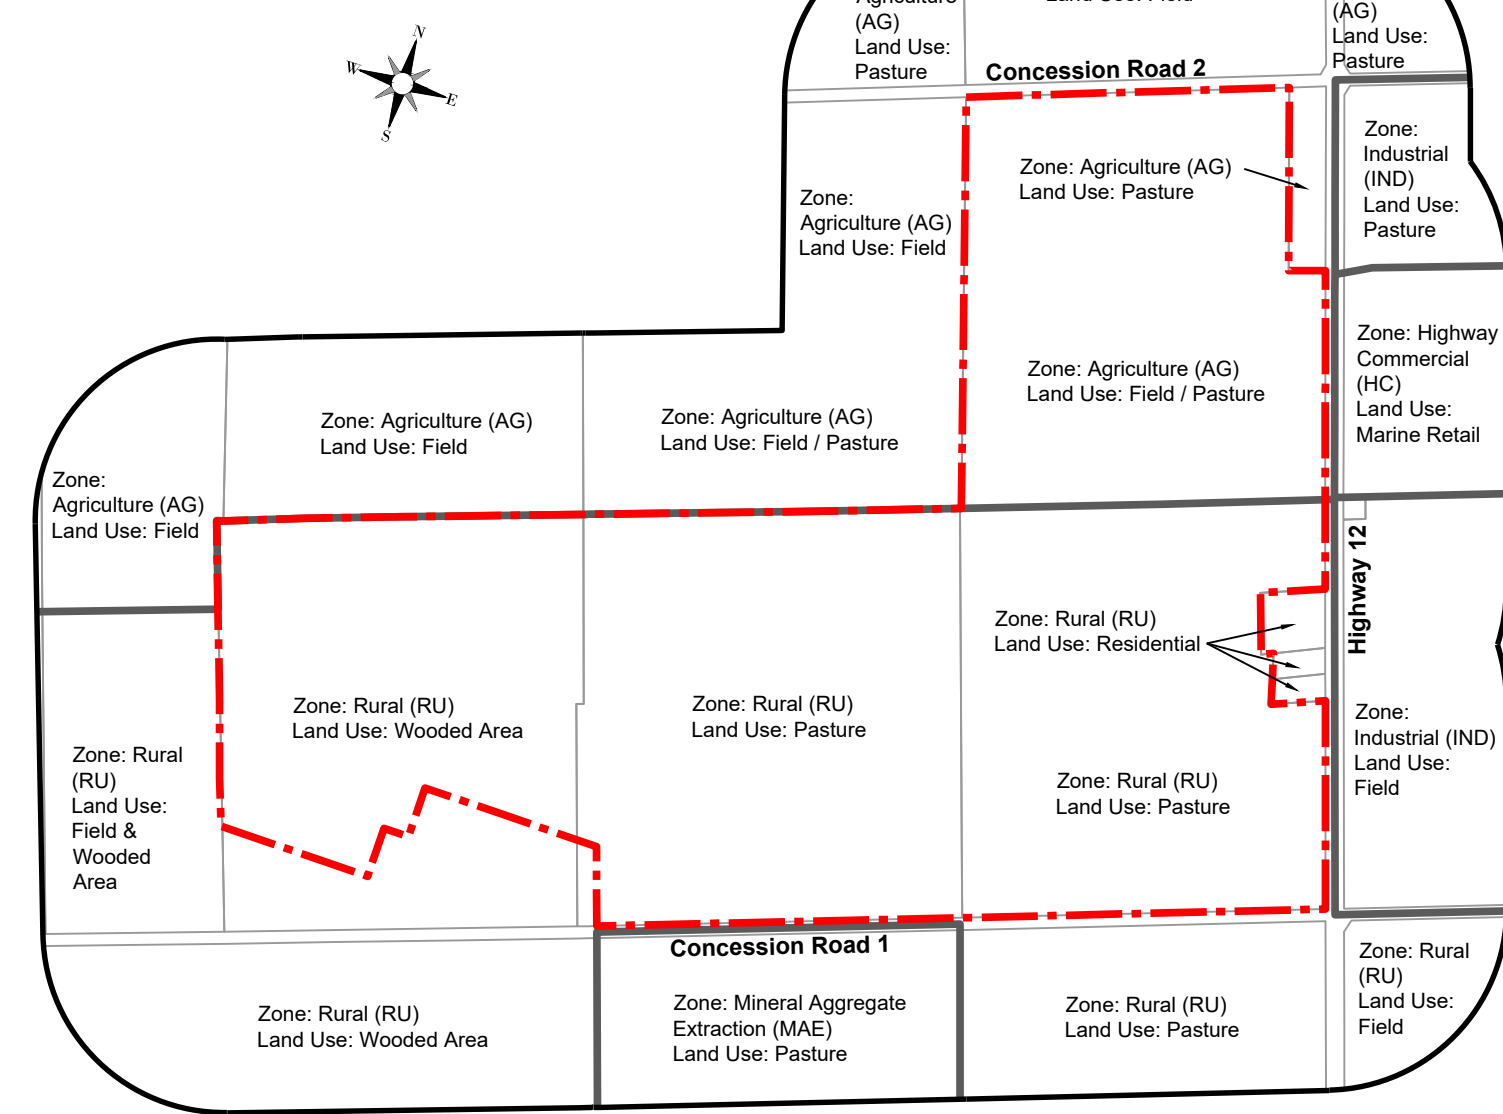 Agriculture
(AG)
Land Use:
Pasture
Land Use: Field
(AG)
Land Use:
Pasture
N
W
E
S
Concession Road 2
Zone: Agriculture (AG)
Land Use: Pasture
Zone:
Industrial
(IND)
Land Use:
Pasture
Zone:
Agriculture (AG)
Land Use: Field
Zone: Agriculture (AG)
Land Use: Field / Pasture
Zone: Highway
Commercial
(HC)
Land Use:
Marine Retail
Zone: Agriculture (AG)
Land Use: Field
Zone: Agriculture (AG)
Land Use: Field / Pasture
Zone:
Agriculture (AG)
Land Use: Field
Highway 12
Zone: Rural (RU)
Land Use: Residential
Zone: Rural (RU)
Land Use: Wooded Area
Zone: Rural (RU)
Land Use: Pasture
Zone:
Industrial (IND)
Land Use:
Field
Zone: Rural
(RU)
Land Use:
Field &
Wooded
Area
Zone: Rural (RU)
Land Use: Pasture
Concession Road 1
Zone: Rural (RU)
Land Use: Wooded Area
Zone: Mineral Aggregate
Extraction (MAE)
Land Use: Pasture
Zone: Rural (RU)
Land Use: Pasture
Zone: Rural
(RU)
Land Use:
Field